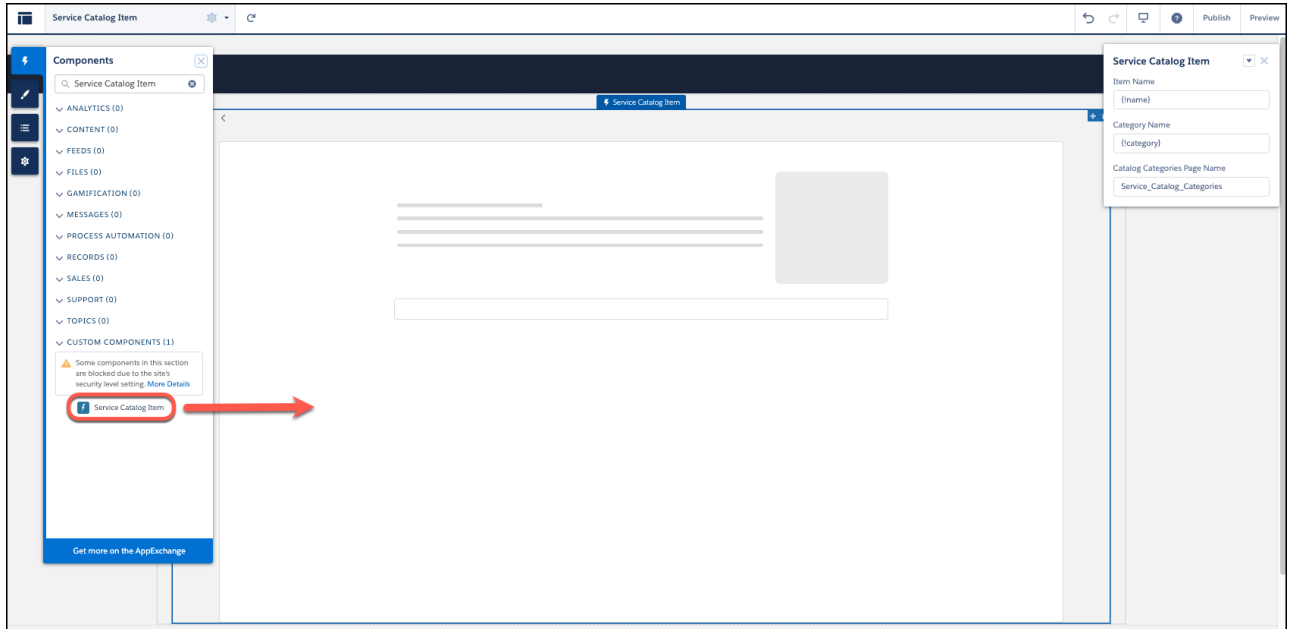 Service Catalog Item
Publish
Preview
Components
Service Catalog Item
ANALYTICS (0)
CONTENT (0)
FEEDS (0)
FILES (0)
GAMIFICATION (0)
MESSAGES (0)
PROCESS AUTOMATION (0)
RECORDS (0)
SALES (0)
SUPPORT (0)
TOPICS (0)
CUSTOM COMPONENTS (1)
Some components in this section
are blocked due to the site's
security level setting. More Details
Service Catalog Item
Get more on the AppExchange
Service Catalog Item
Service Catalog Item
Item Name
{!name}
Category Name
{!category}
Catalog Categories Page Name
Service_Catalog_Categories